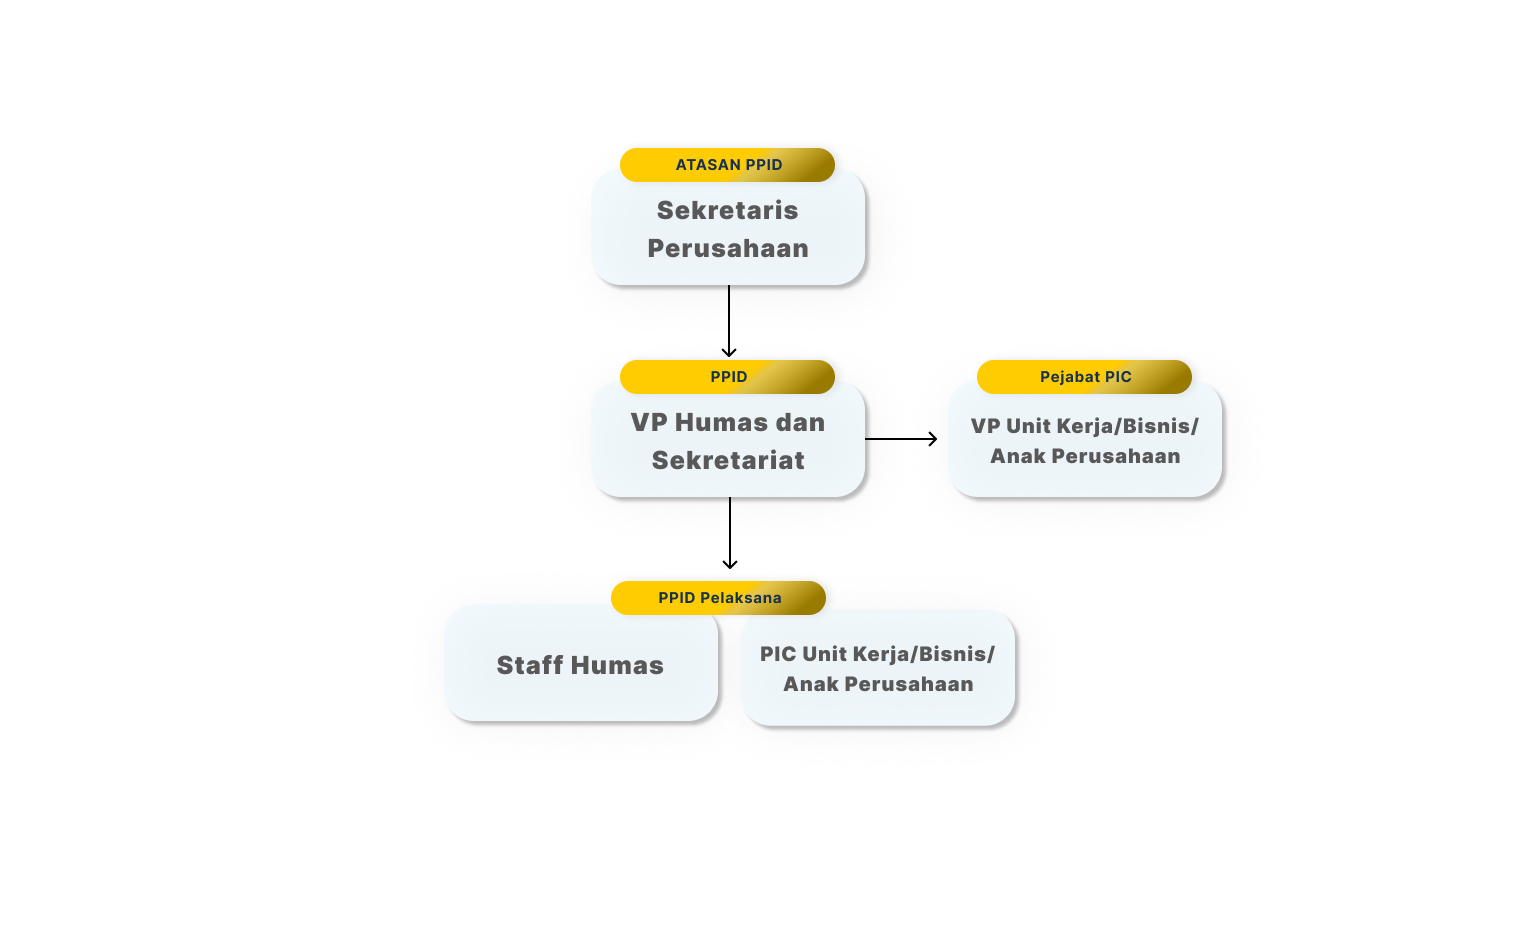 ATASAN PPID
Sekretaris
Perusahaan
PPID
VP Humas dan
Sekretariat
Pejabat PIC
VP Unit Kerja/Bisnis/
Anak Perusahaan
PPID Pelaksana
Staff Humas
PIC Unit Kerja/Bisnis/
Anak Perusahaan